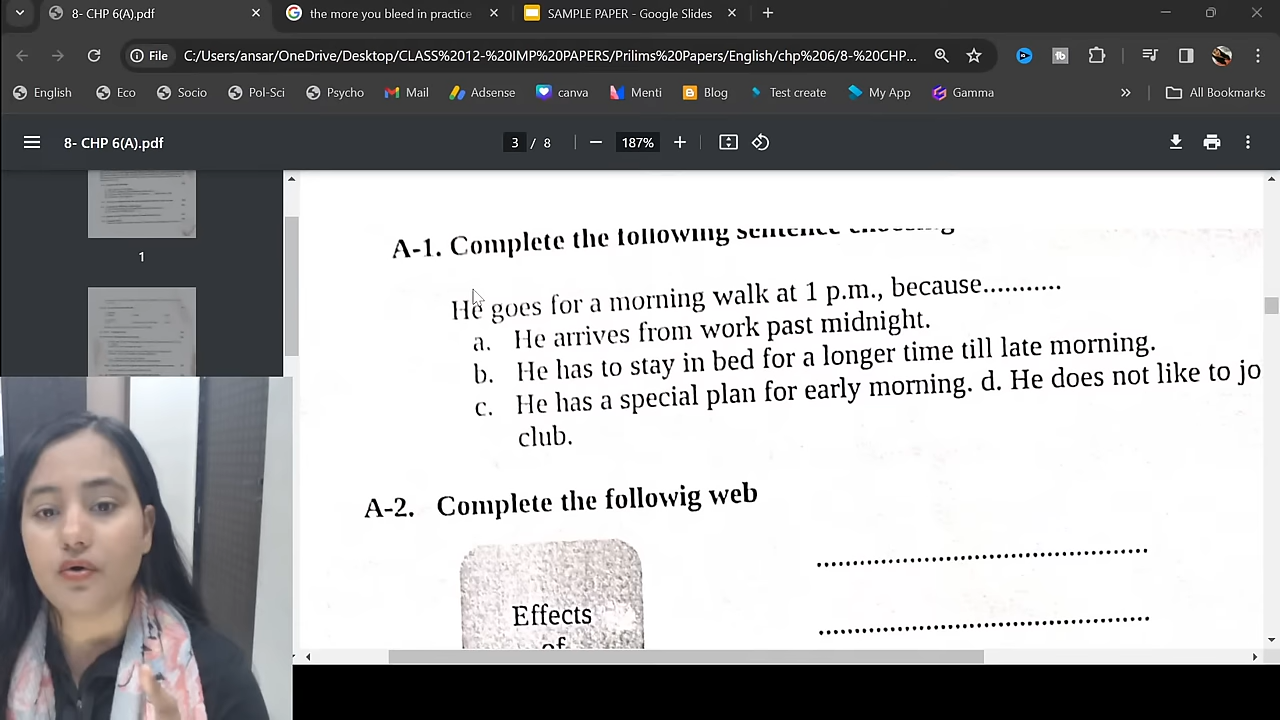 8- CHP 6(A).pdf
the more you bleed in practice
SAMPLE PAPER - Google Slides
File
C:/Users/ansar/OneDrive/Desktop/CLASS%2012-%20IMP%20PAPERS/Prilims%20Papers/English/chp%206/8-%20CHP...
English
Eco
Socio
Pol-Sci
Psycho
Mail
Adsense
canva
Menti
Blog
Test create
My App
Gamma
All Bookmarks
8- CHP 6(A).pdf
3 / 8
187%
1
A-1. Complete the following sentence choosing
He goes for a morning walk at 1 p.m., because...........
a. He arrives from work past midnight.
b. He has to stay in bed for a longer time till late morning.
c. He has a special plan for early morning. d. He does not like to jo
club.
A-2. Complete the followig web
Effects
of